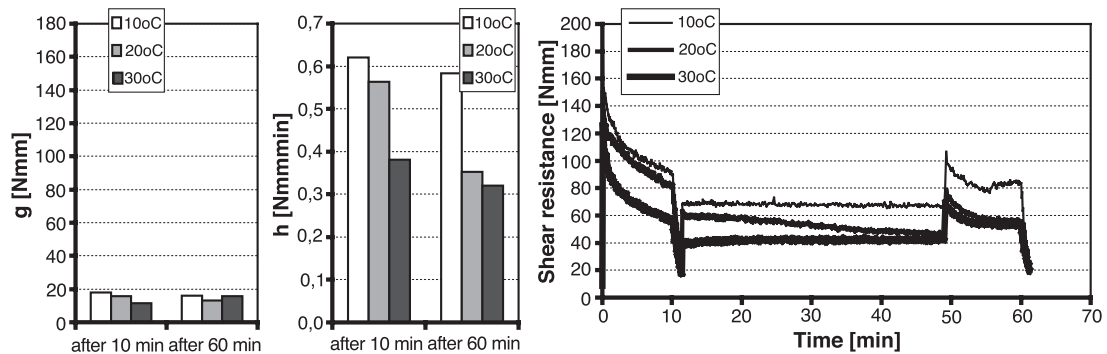 g [Nmm]
180
160
140
120
100
80
60
40
20
0
10oC
20oC
30oC
after 10 min after 60 min
h [Nmmmin]
0,7
0,6
0,5
0,4
0,3
0,2
0,1
0,0
10oC
20oC
30oC
after 10 min after 60 min
Shear resistance [Nmm]
200
180
160
140
120
100
80
60
40
20
0
10oC
20oC
30oC
0 10 20 30 40 50 60 70
Time [min]